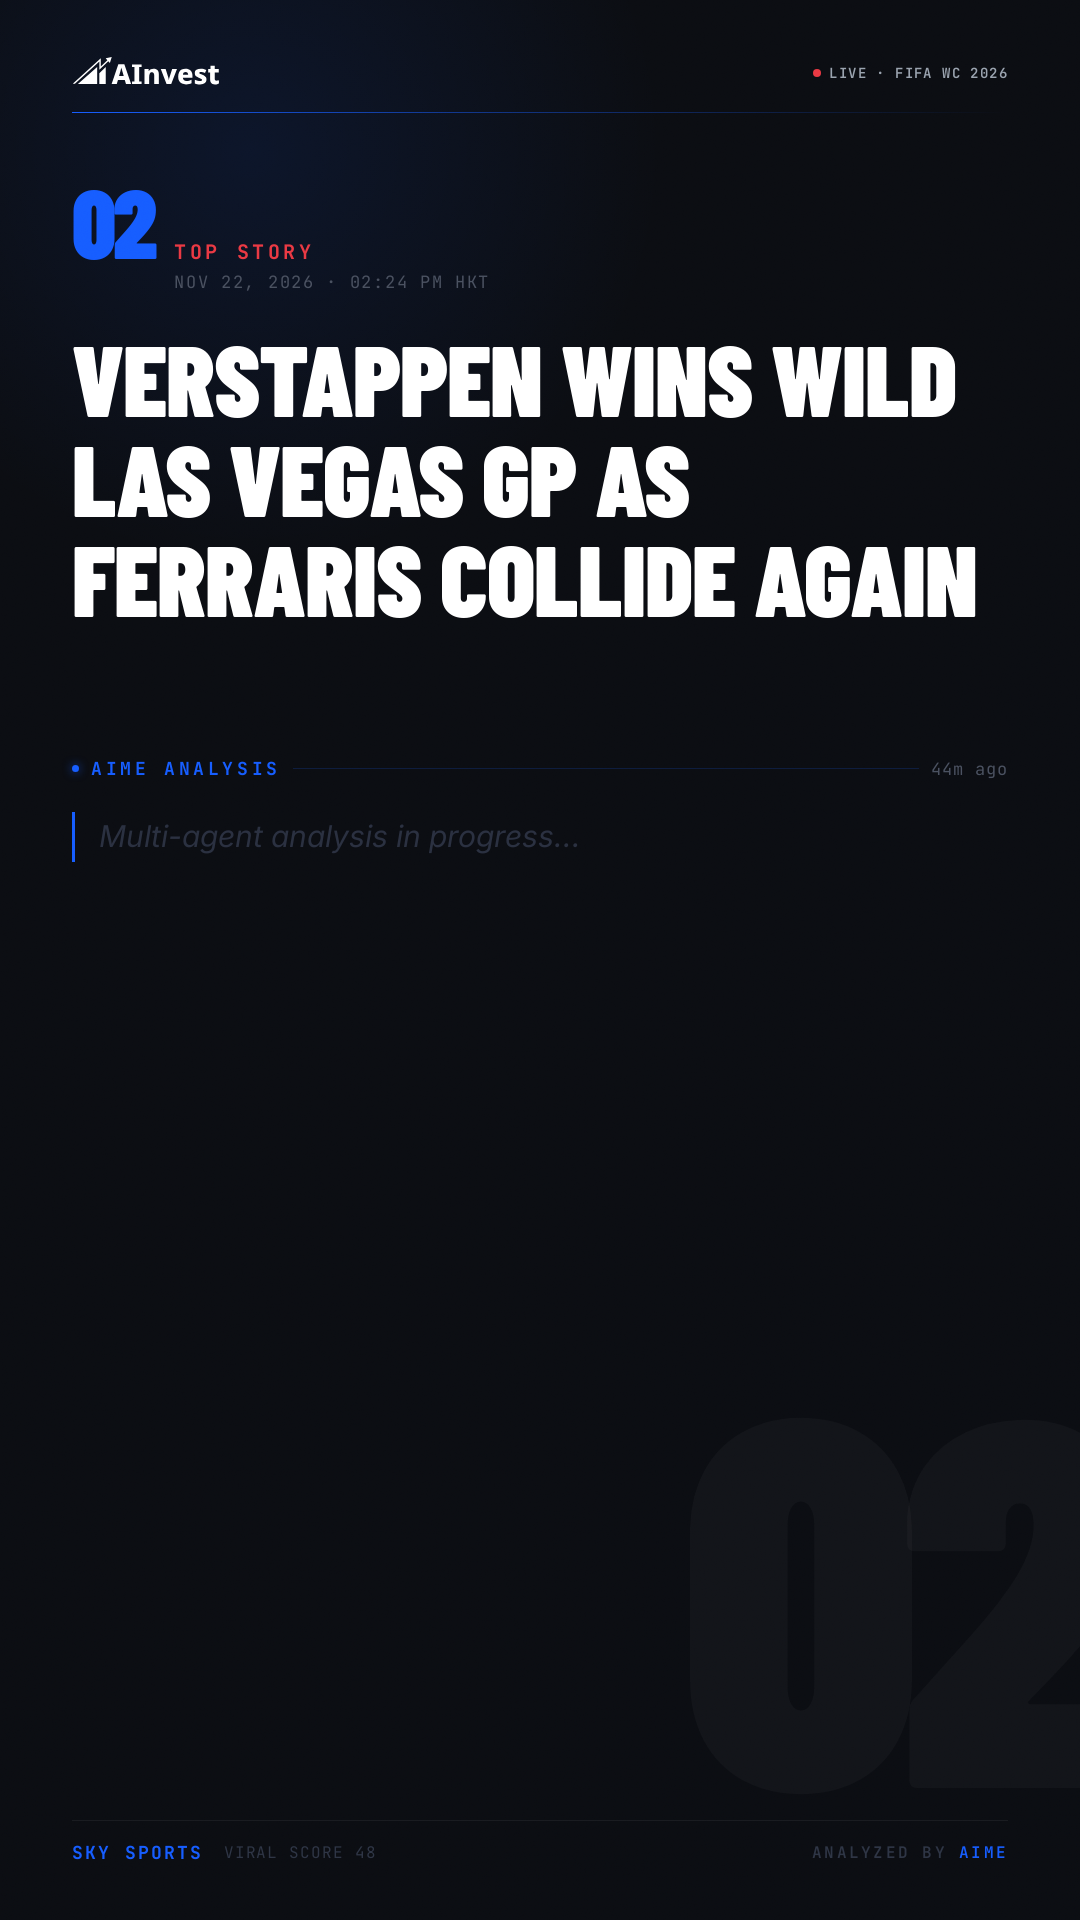 AInvest
LIVE · FIFA WC 2026
02
TOP STORY
NOV 22, 2026 · 02:24 PM HKT
VERSTAPPEN WINS WILD
LAS VEGAS GP AS
FERRARIS COLLIDE AGAIN
AIME ANALYSIS
44m ago
Multi-agent analysis in progress...
02
SKY SPORTS
VIRAL SCORE 48
ANALYZED BY AIME